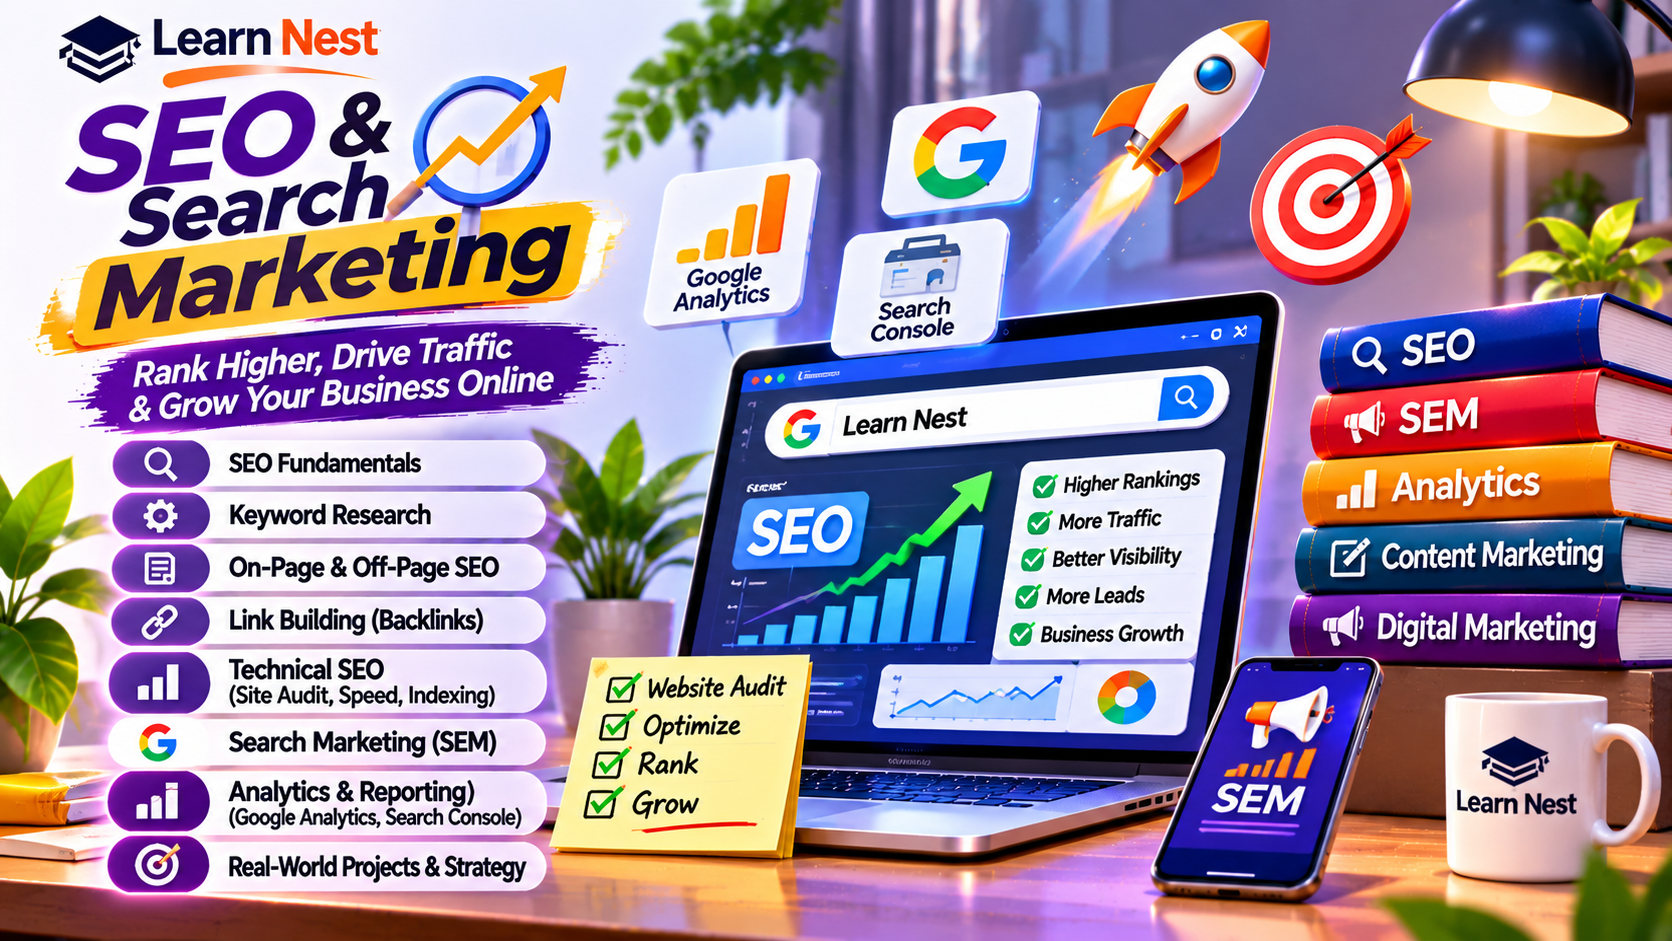 Learn Nest
SEO &
Search
Marketing
Rank Higher, Drive Traffic
& Grow Your Business Online
SEO Fundamentals
Keyword Research
On-Page & Off-Page SEO
Link Building (Backlinks)
Technical SEO
(Site Audit, Speed, Indexing)
Search Marketing (SEM)
Analytics & Reporting)
(Google Analytics, Search Console)
Real-World Projects & Strategy
Google
Analytics
G
Search
Console
Learn Nest
SEO
Higher Rankings
More Traffic
Better Visibility
More Leads
Business Growth
Website Audit
Optimize
Rank
Grow
SEO
SEM
Analytics
Content Marketing
Digital Marketing
SEM
Learn Nest